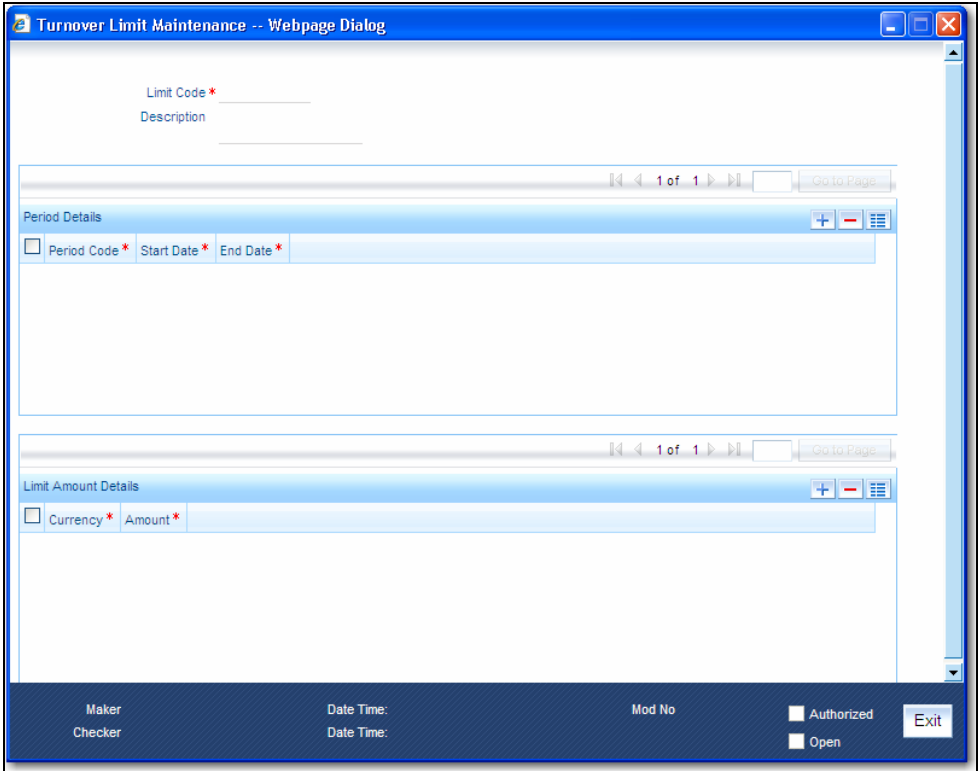 Turnover Limit Maintenance -- Webpage Dialog
Limit Code *
Description
1 of 1 Go to Page
Period Details
Period Code * Start Date * End Date *
1 of 1 Go to Page
Limit Amount Details
Currency * Amount *
Maker Date Time: Mod No Authorized Exit
Checker Date Time: Open